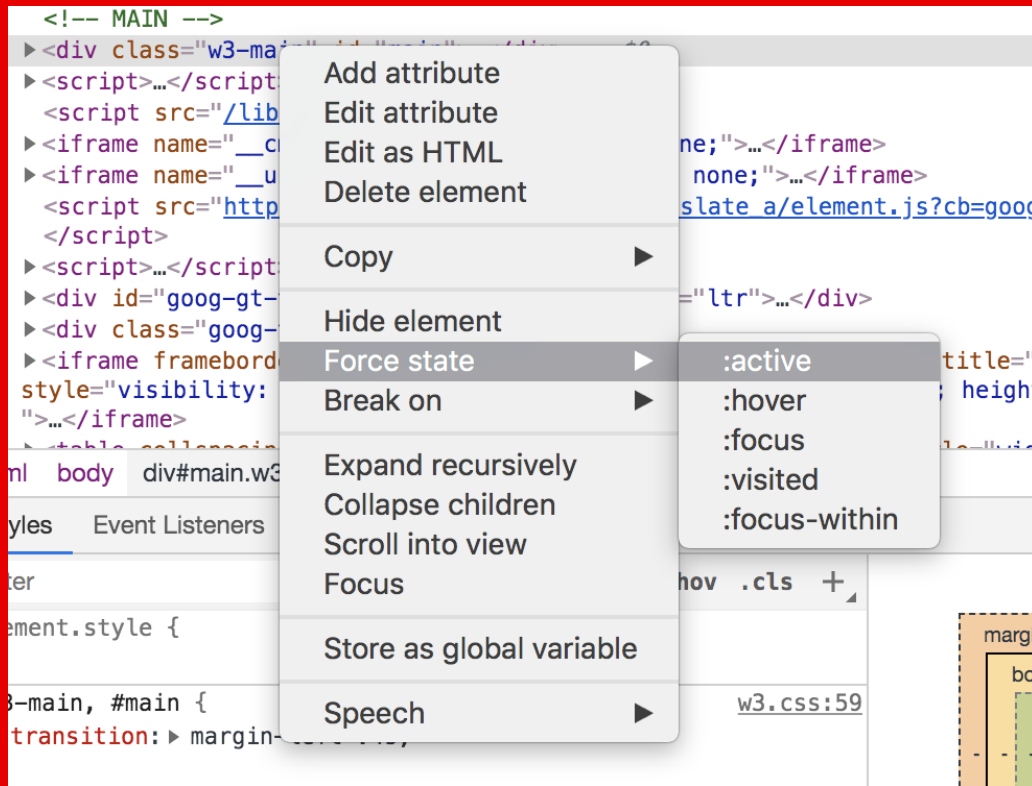 <!-- MAIN -->
▶<div class="w3-ma
▶<script>…</script
<script src="/lib
▶<iframe name="__c ne;">…</iframe>
▶<iframe name="__u none;">…</iframe>
<script src="http slate_a/element.js?cb=goog
</script>
▶<script>…</script
▶<div id="goog-gt- ="ltr">…</div>
▶<div class="goog-
▶<iframe framebord title="
style="visibility: ; heigh
">…</iframe>
Add attribute
Edit attribute
Edit as HTML
Delete element
Copy ▶
Hide element
Force state ▶
Break on ▶
Expand recursively
Collapse children
Scroll into view
Focus
Store as global variable
Speech ▶
:active
:hover
:focus
:visited
:focus-within
ml body div#main.w3
yles Event Listeners
ter hov .cls +
ement.style {
3-main, #main { w3.css:59
transition:▶ margin-
marg
bo
- - -